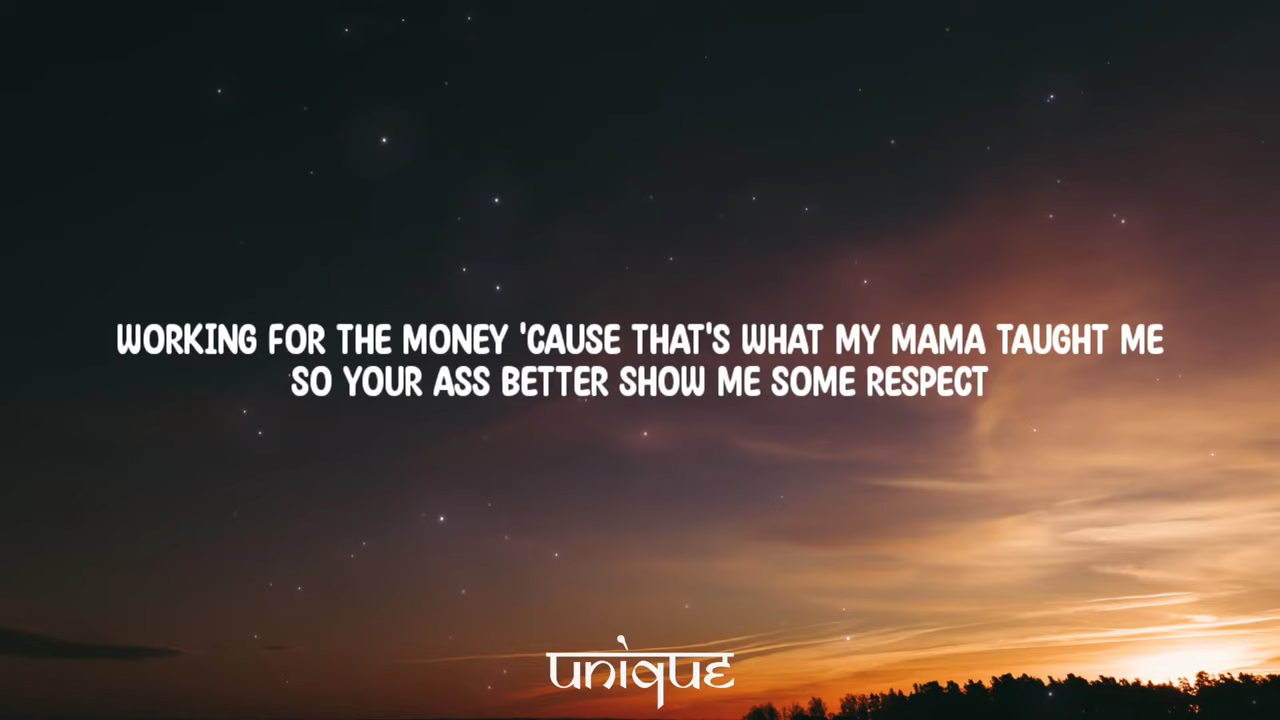 WORKING FOR THE MONEY 'CAUSE THAT'S WHAT MY MAMA TAUGHT ME
SO YOUR ASS BETTER SHOW ME SOME RESPECT
unique